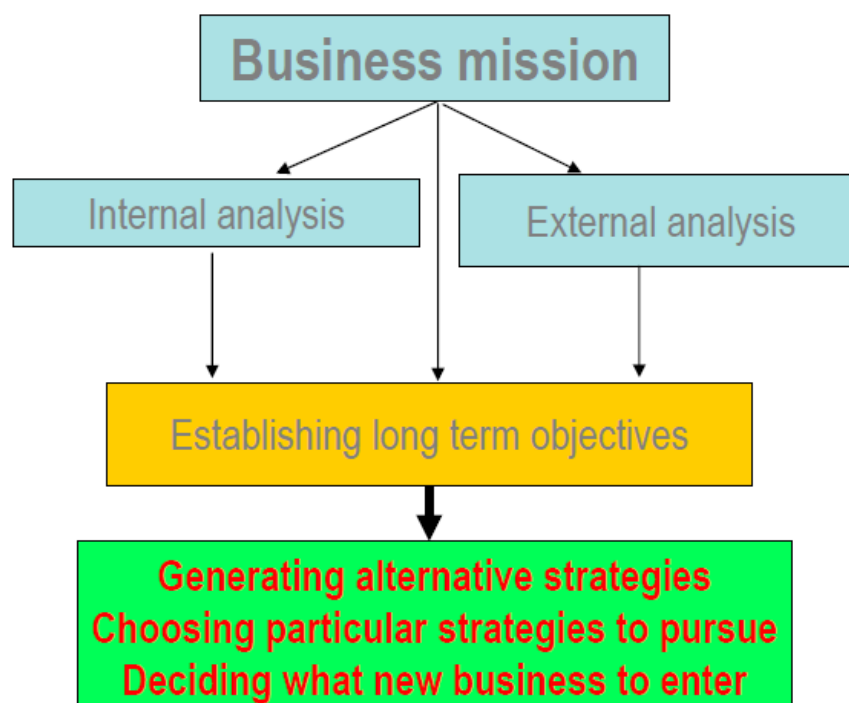 Business mission
Internal analysis
External analysis
Establishing long term objectives
Generating alternative strategies
Choosing particular strategies to pursue
Deciding what new business to enter